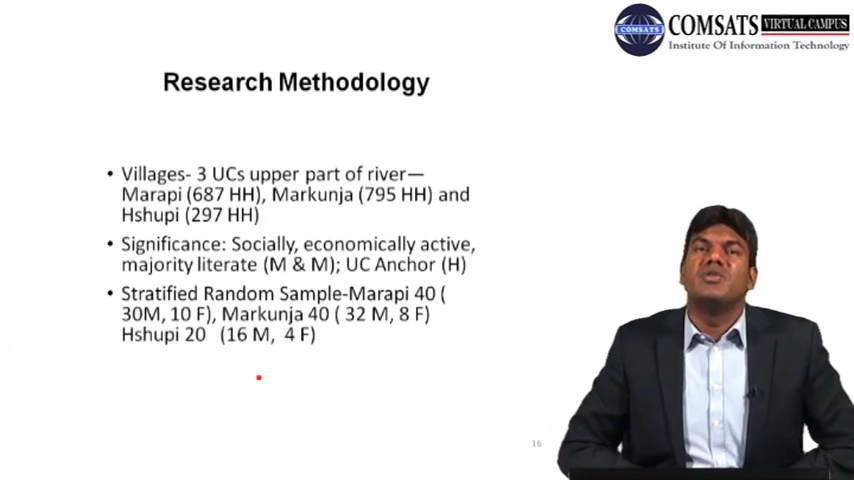 COMSATS
COMSATS VIRTUAL CAMPUS
Institute Of Information Technology
Research Methodology
• Villages- 3 UCs upper part of river—
Marapi (687 HH), Markunja (795 HH) and
Hshupi (297 HH)
• Significance: Socially, economically active,
majority literate (M & M); UC Anchor (H)
• Stratified Random Sample-Marapi 40 (
30M, 10 F), Markunja 40 ( 32 M, 8 F)
Hshupi 20 (16 M, 4 F)
16